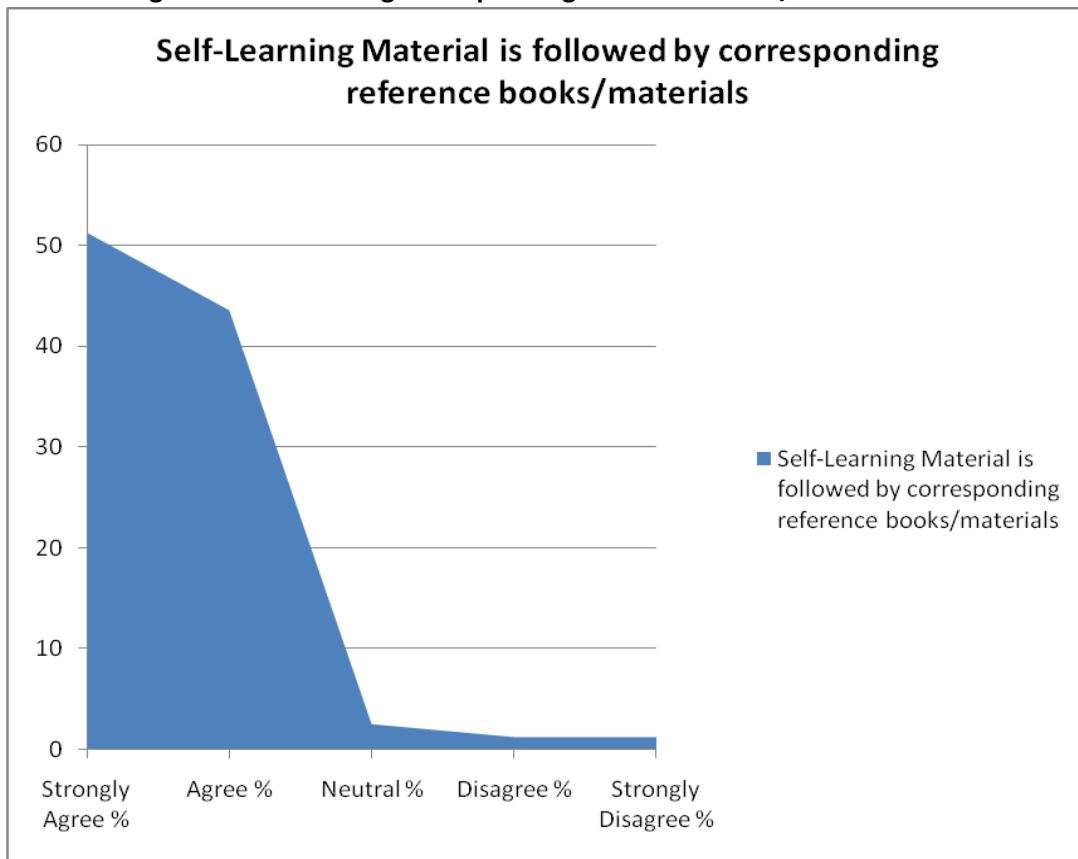 Self-Learning Material is followed by corresponding
reference books/materials
60
50
40
30
20
10
0
Strongly
Agree %
Agree %
Neutral %
Disagree %
Strongly
Disagree %
Self-Learning Material is
followed by corresponding
reference books/materials